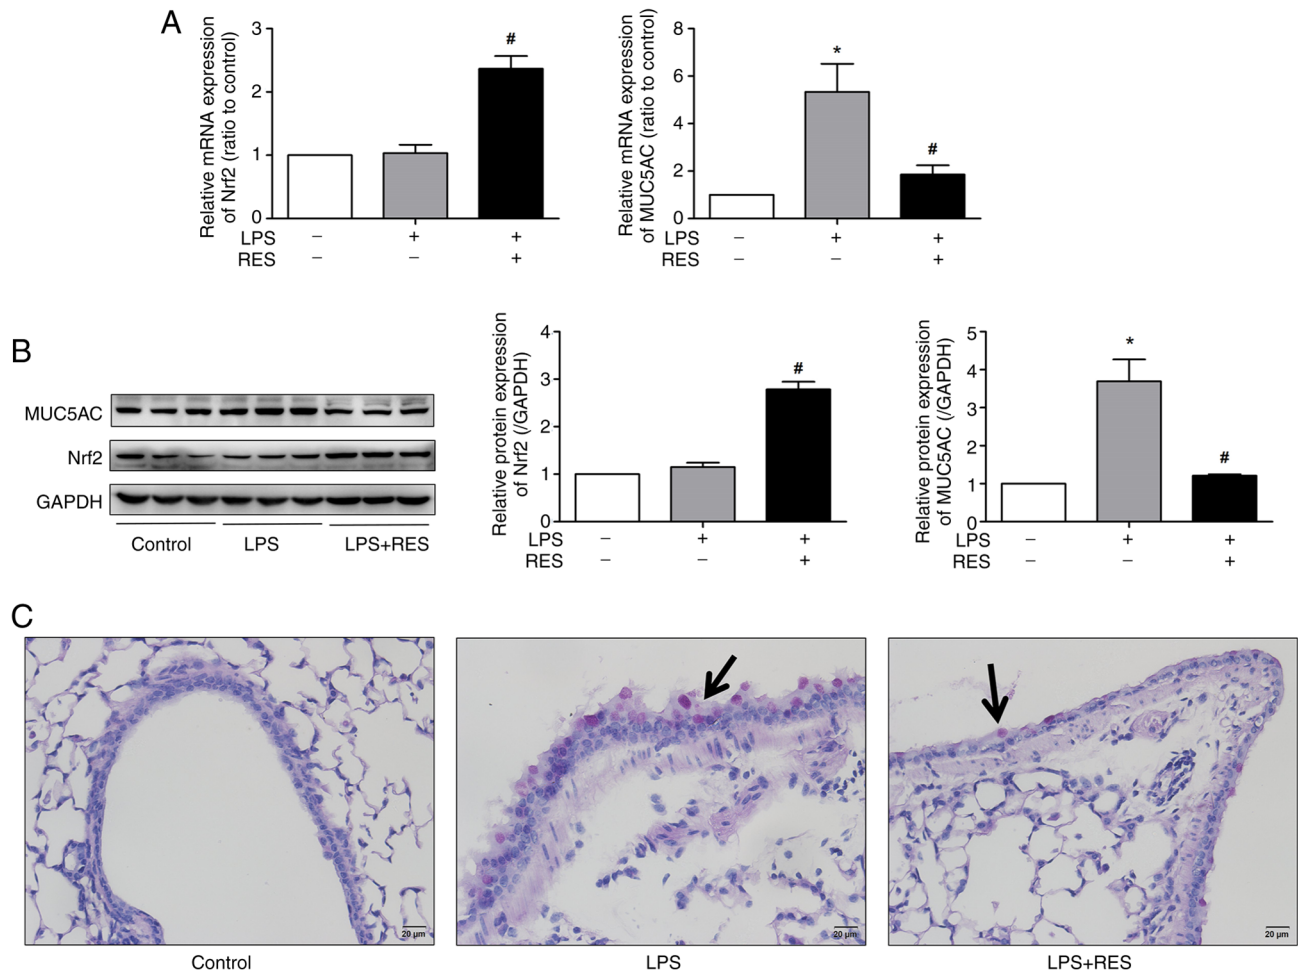 A
Relative mRNA expression
of Nrf2 (ratio to control)
3
2
1
0
#
LPS − + +
RES − − +
Relative mRNA expression
of MUC5AC (ratio to control)
8
6
4
2
0
*
#
LPS − + +
RES − − +
B
MUC5AC
Nrf2
GAPDH
Control LPS LPS+RES
Relative protein expression
of Nrf2 (/GAPDH)
4
3
2
1
0
#
LPS − + +
RES − − +
Relative protein expression
of MUC5AC (/GAPDH)
5
4
3
2
1
0
*
#
LPS − + +
RES − − +
C
20 µm
20 µm
20 µm
Control
LPS
LPS+RES